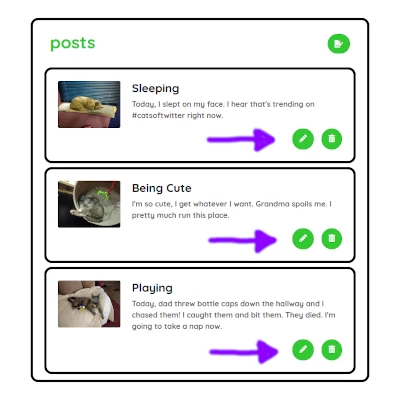 posts
Sleeping
Today, I slept on my face. I hear that's trending on
#catsoftwitter right now.
Being Cute
I'm so cute, I get whatever I want. Grandma spoils me. I
pretty much run this place.
Playing
Today, dad threw bottle caps down the hallway and I
chased them! I caught them and bit them. They died. I'm
going to take a nap now.